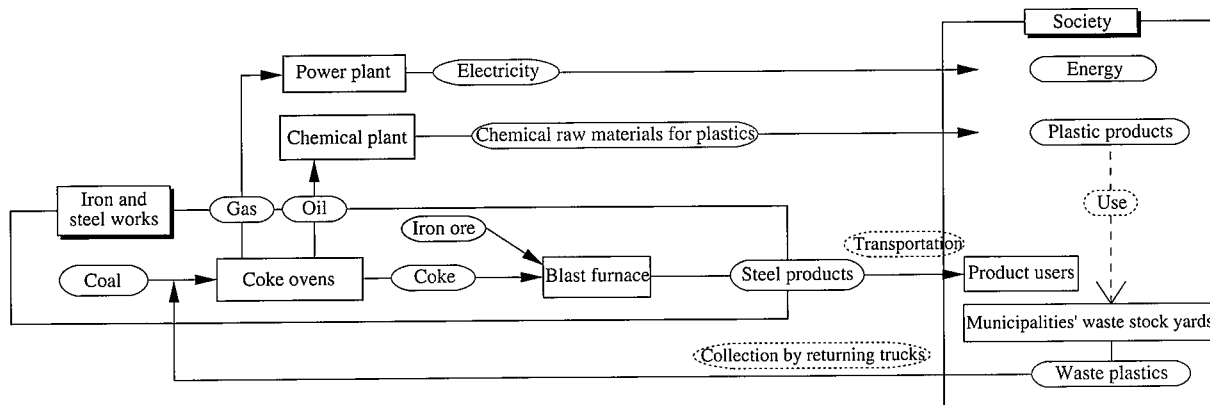 Society
Power plant
Electricity
Energy
Chemical plant
Chemical raw materials for plastics
Plastic products
Iron and
steel works
Gas
Oil
Use
Iron ore
Transportation
Coal
Coke ovens
Coke
Blast furnace
Steel products
Product users
Municipalities' waste stock yards
Collection by returning trucks
Waste plastics